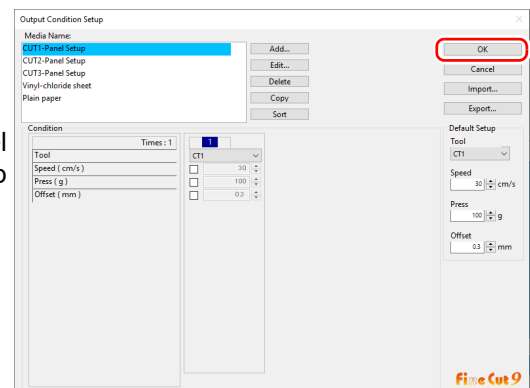 Output Condition Setup
Media Name:
CUT1-Panel Setup
CUT2-Panel Setup
CUT3-Panel Setup
Vinyl-chloride sheet
Plain paper
Add...
Edit...
Delete
Copy
Sort
OK
Cancel
Import...
Export...
Condition
Times : 1
1
Tool
CT1
Speed ( cm/s )
30
Press ( g )
100
Offset ( mm )
0.3
Default Setup
Tool
CT1
Speed
30 cm/s
Press
100 g
Offset
0.3 mm
Fine Cut 9